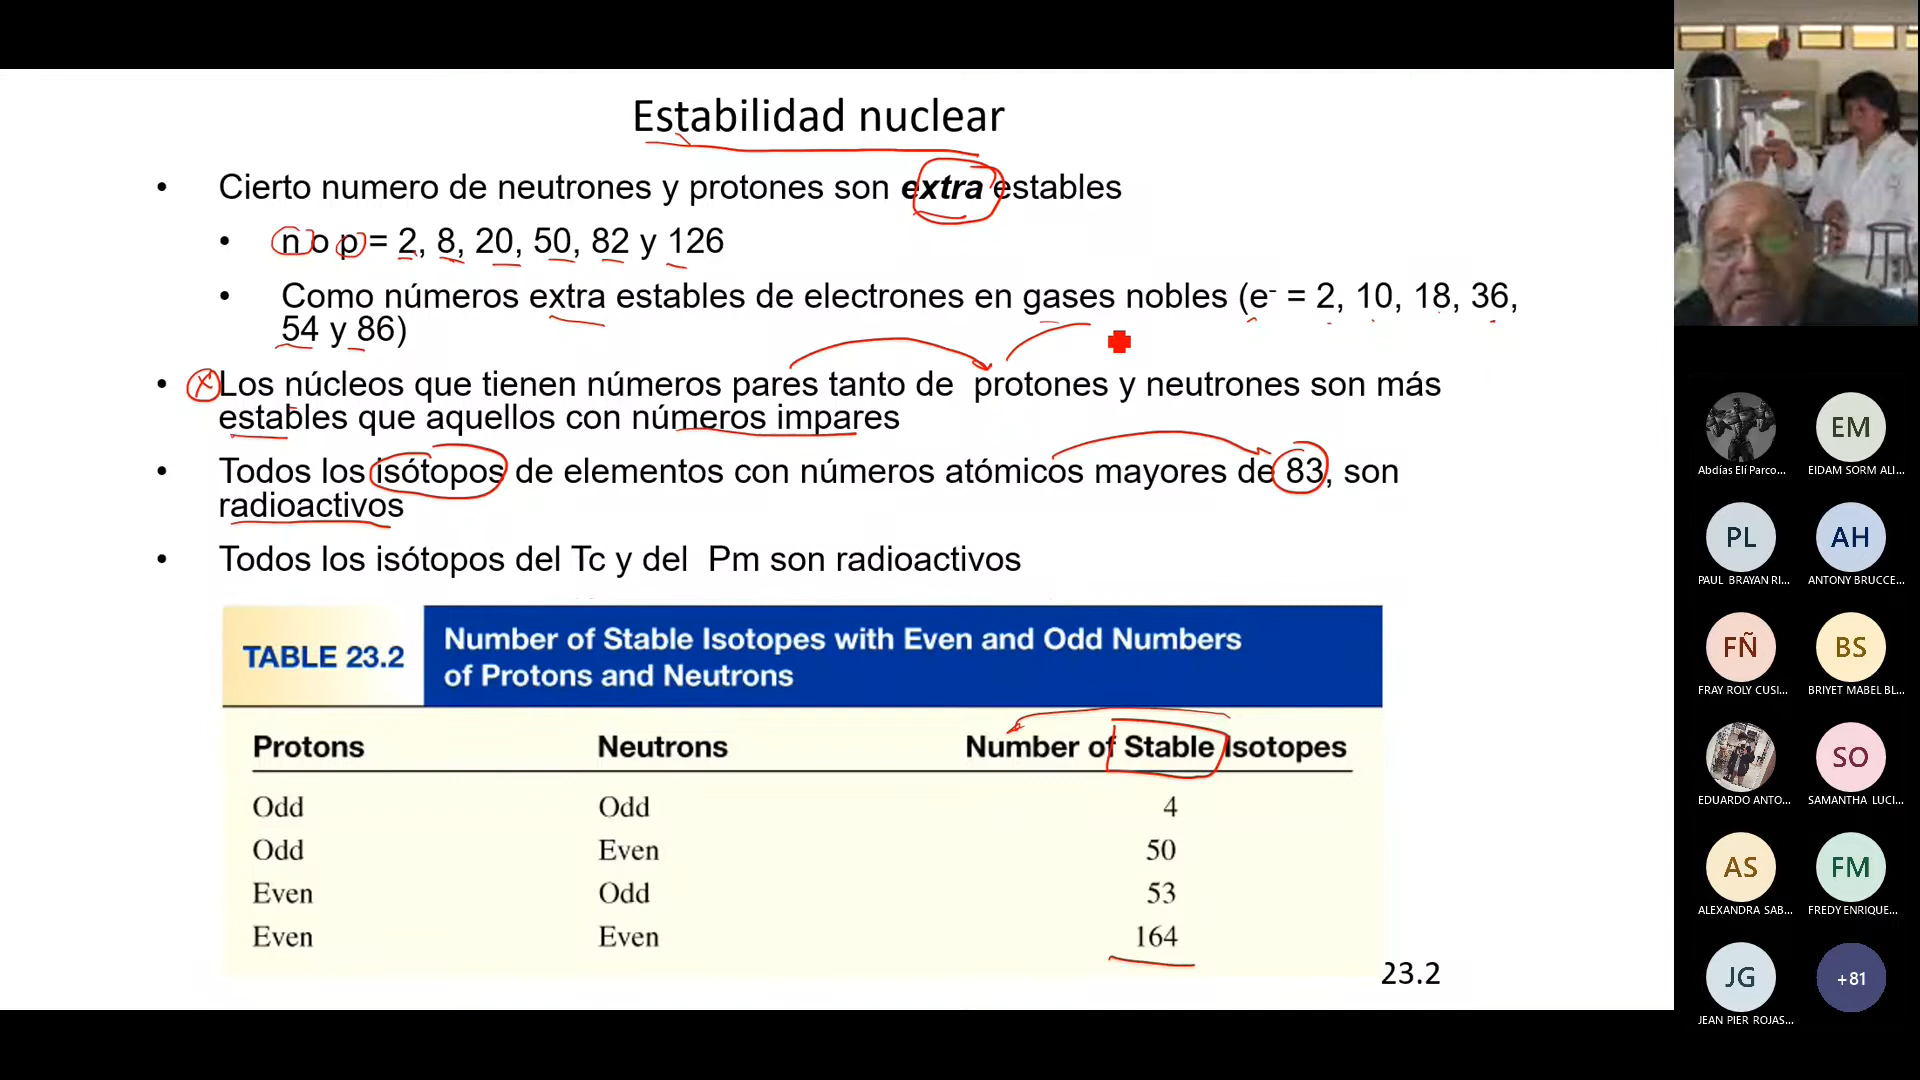 Estabilidad nuclear
• Cierto numero de neutrones y protones son extra estables
• n o p = 2, 8, 20, 50, 82 y 126
• Como números extra estables de electrones en gases nobles (e- = 2, 10, 18, 36,
54 y 86)
• Los núcleos que tienen números pares tanto de protones y neutrones son más
estables que aquellos con números impares
• Todos los isótopos de elementos con números atómicos mayores de 83, son
radioactivos
• Todos los isótopos del Tc y del Pm son radioactivos
TABLE 23.2
Number of Stable Isotopes with Even and Odd Numbers
of Protons and Neutrons
Protons Neutrons Number of Stable Isotopes
Odd Odd 4
Odd Even 50
Even Odd 53
Even Even 164
23.2
Abdías Elí Parco...
EM
EIDAM SORM ALI...
PL
PAUL BRAYAN RI...
AH
ANTONY BRUCCE...
FÑ
FRAY ROLY CUSI...
BS
BRIYET MABEL BL...
EDUARDO ANTO...
SO
SAMANTHA LUCI...
AS
ALEXANDRA SAB...
FM
FREDY ENRIQUE...
JG
JEAN PIER ROJAS...
+81